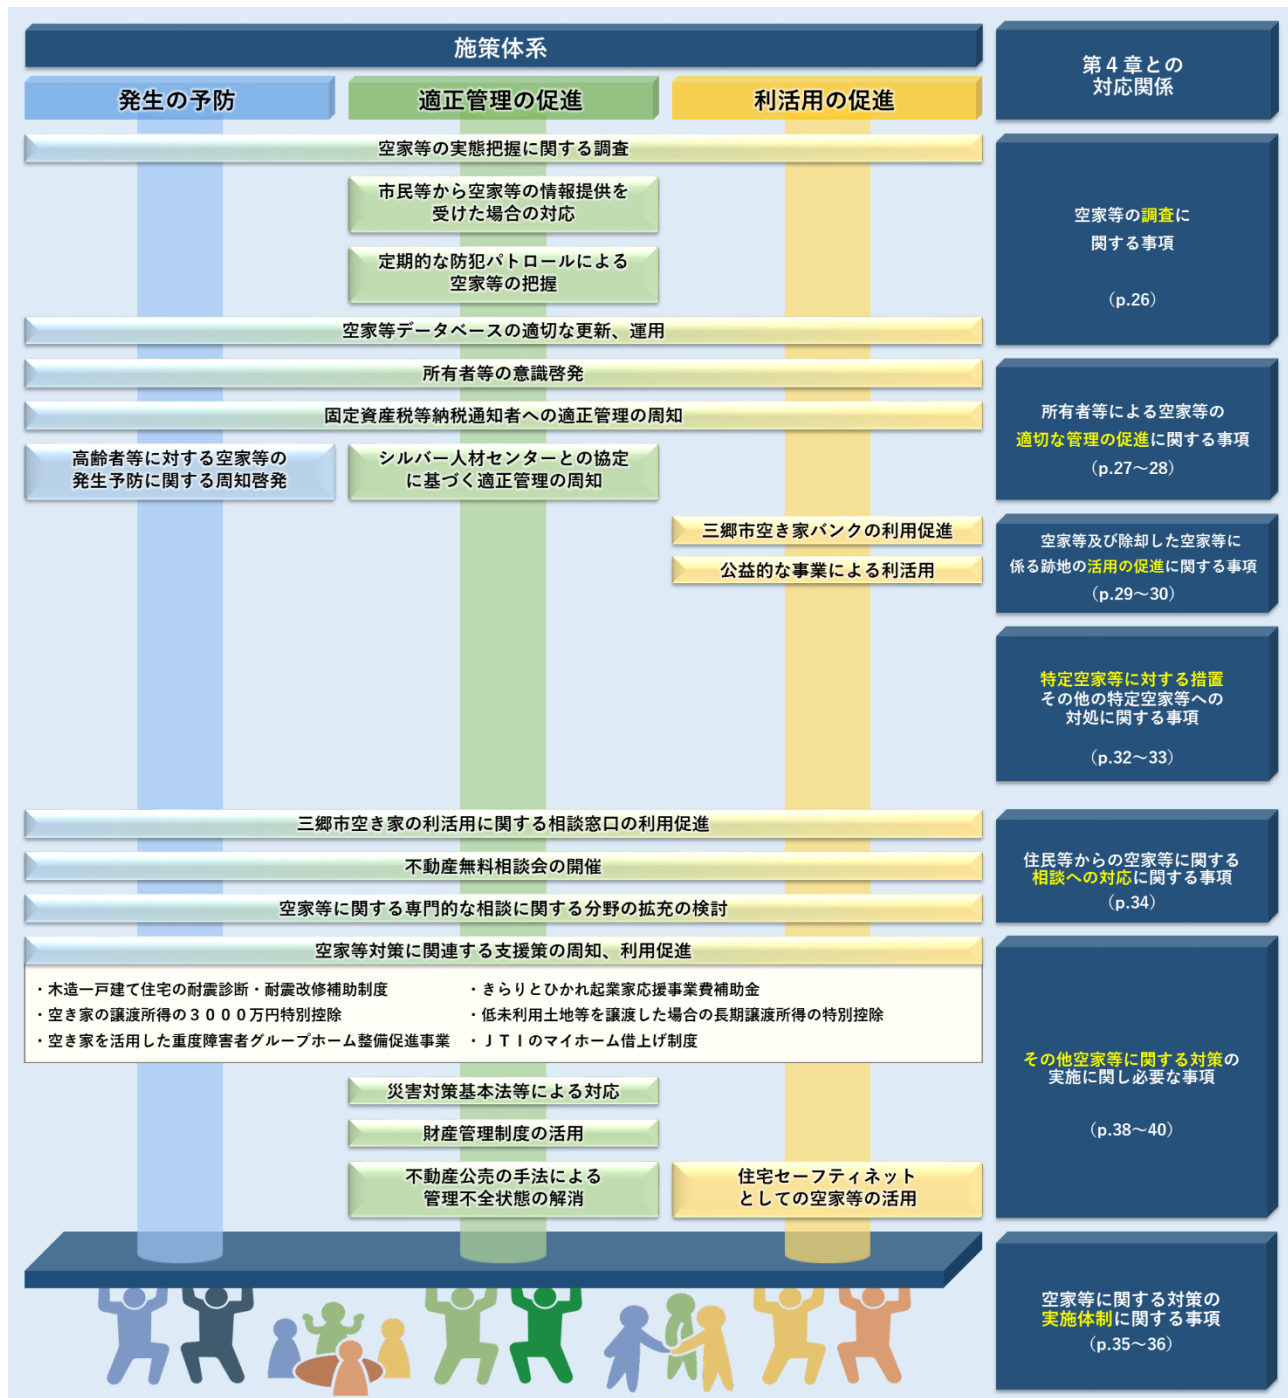 施策体系
第４章との
対応関係
発生の予防
適正管理の促進
利活用の促進
空家等の実態把握に関する調査
市民等から空家等の情報提供を
受けた場合の対応
定期的な防犯パトロールによる
空家等の把握
空家等データベースの適切な更新、運用
空家等の調査に
関する事項
（p.26）
所有者等の意識啓発
固定資産税等納税通知者への適正管理の周知
高齢者等に対する空家等の
発生予防に関する周知啓発
シルバー人材センターとの協定
に基づく適正管理の周知
所有者等による空家等の
適切な管理の促進に関する事項
（p.27～28）
三郷市空き家バンクの利用促進
公益的な事業による利活用
空家等及び除却した空家等に
係る跡地の活用の促進に関する事項
（p.29～30）
特定空家等に対する措置
その他の特定空家等への
対処に関する事項
（p.32～33）
三郷市空き家の利活用に関する相談窓口の利用促進
不動産無料相談会の開催
空家等に関する専門的な相談に関する分野の拡充の検討
住民等からの空家等に関する
相談への対応に関する事項
（p.34）
空家等対策に関連する支援策の周知、利用促進
・木造一戸建て住宅の耐震診断・耐震改修補助制度
・空き家の譲渡所得の３０００万円特別控除
・空き家を活用した重度障害者グループホーム整備促進事業
・きらりとひかれ起業家応援事業費補助金
・低未利用土地等を譲渡した場合の長期譲渡所得の特別控除
・ＪＴＩのマイホーム借上げ制度
災害対策基本法等による対応
財産管理制度の活用
不動産公売の手法による
管理不全状態の解消
住宅セーフティネット
としての空家等の活用
その他空家等に関する対策の
実施に関し必要な事項
（p.38～40）
空家等に関する対策の
実施体制に関する事項
（p.35～36）